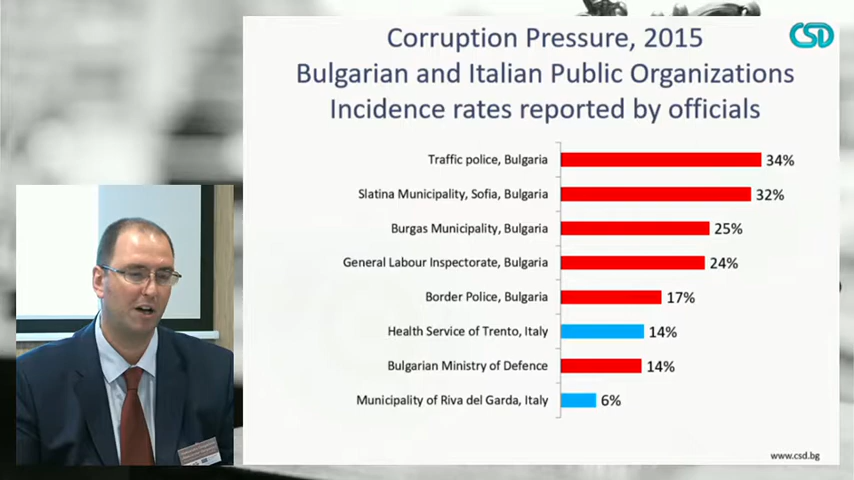 CSD
Corruption Pressure, 2015
Bulgarian and Italian Public Organizations
Incidence rates reported by officials
Traffic police, Bulgaria 34%
Slatina Municipality, Sofia, Bulgaria 32%
Burgas Municipality, Bulgaria 25%
General Labour Inspectorate, Bulgaria 24%
Border Police, Bulgaria 17%
Health Service of Trento, Italy 14%
Bulgarian Ministry of Defence 14%
Municipality of Riva del Garda, Italy 6%
www.csd.bg